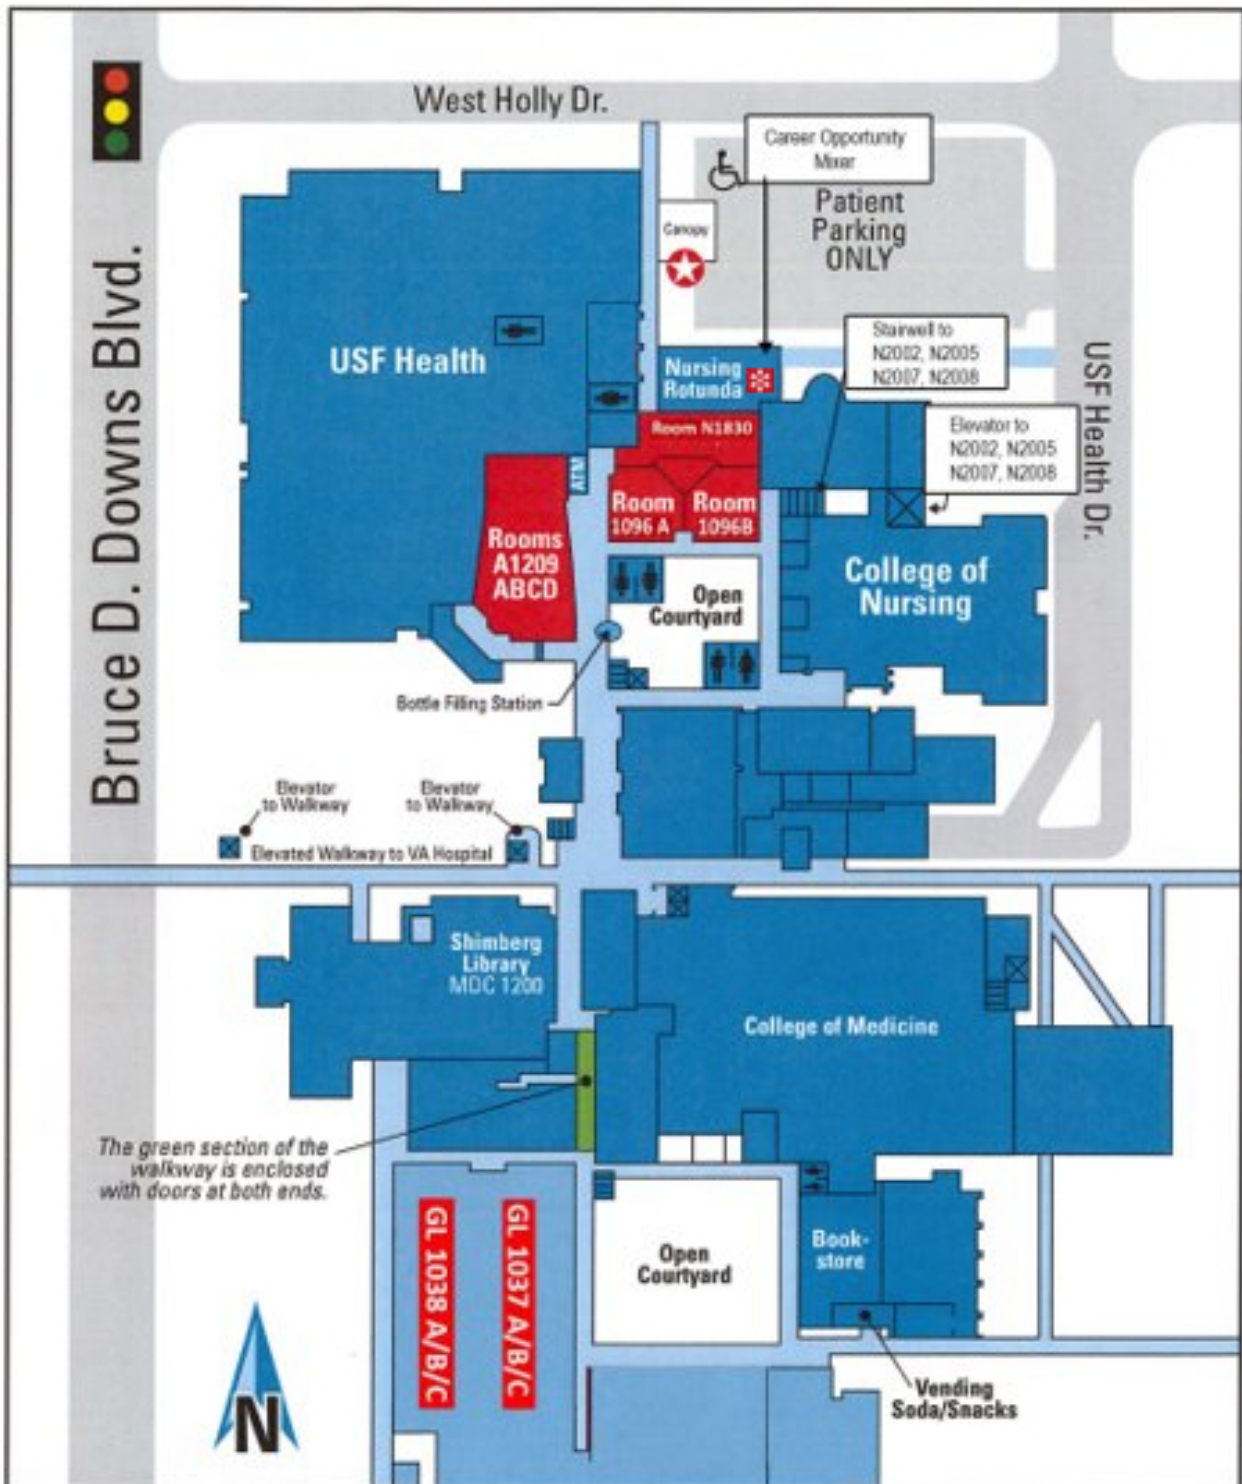 West Holly Dr.
Career Opportunity
Mixer
Canopy
Patient
Parking
ONLY
Bruce D. Downs Blvd.
USF Health
Nursing
Rotunda
Stairwell to
N2002, N2005
N2007, N2008
USF Health Dr.
Room N1830
Elevator to
N2002, N2005
N2007, N2008
ATM
Room
1096 A
Room
1096B
Rooms
A1209
ABCD
Open
Courtyard
College of
Nursing
Bottle Filling Station
Elevator
to Walkway
Elevator
to Walkway
Elevated Walkway to VA Hospital
Shimberg
Library
MDC 1200
College of Medicine
The green section of the
walkway is enclosed
with doors at both ends.
GL 1038 A/B/C
GL 1037 A/B/C
Open
Courtyard
Book-
store
Vending
Soda/Snacks
N